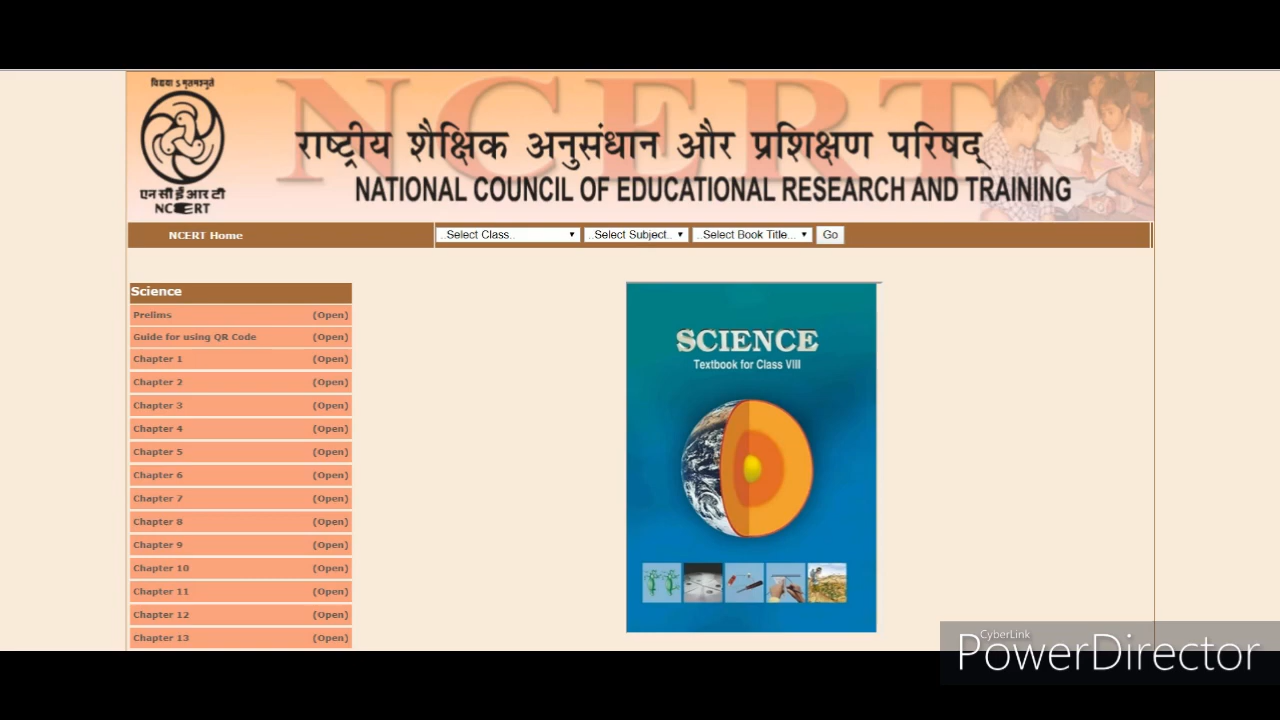 विद्यया ऽ मृतमश्नुते
एन सी ई आर टी
NCERT
NCERT
राष्ट्रीय शैक्षिक अनुसंधान और प्रशिक्षण परिषद्
NATIONAL COUNCIL OF EDUCATIONAL RESEARCH AND TRAINING
NCERT Home
..Select Class..
..Select Subject..
..Select Book Title...
Go
Science
Prelims (Open)
Guide for using QR Code (Open)
Chapter 1 (Open)
Chapter 2 (Open)
Chapter 3 (Open)
Chapter 4 (Open)
Chapter 5 (Open)
Chapter 6 (Open)
Chapter 7 (Open)
Chapter 8 (Open)
Chapter 9 (Open)
Chapter 10 (Open)
Chapter 11 (Open)
Chapter 12 (Open)
Chapter 13 (Open)
SCIENCE
Textbook for Class VIII
CyberLink
PowerDirector